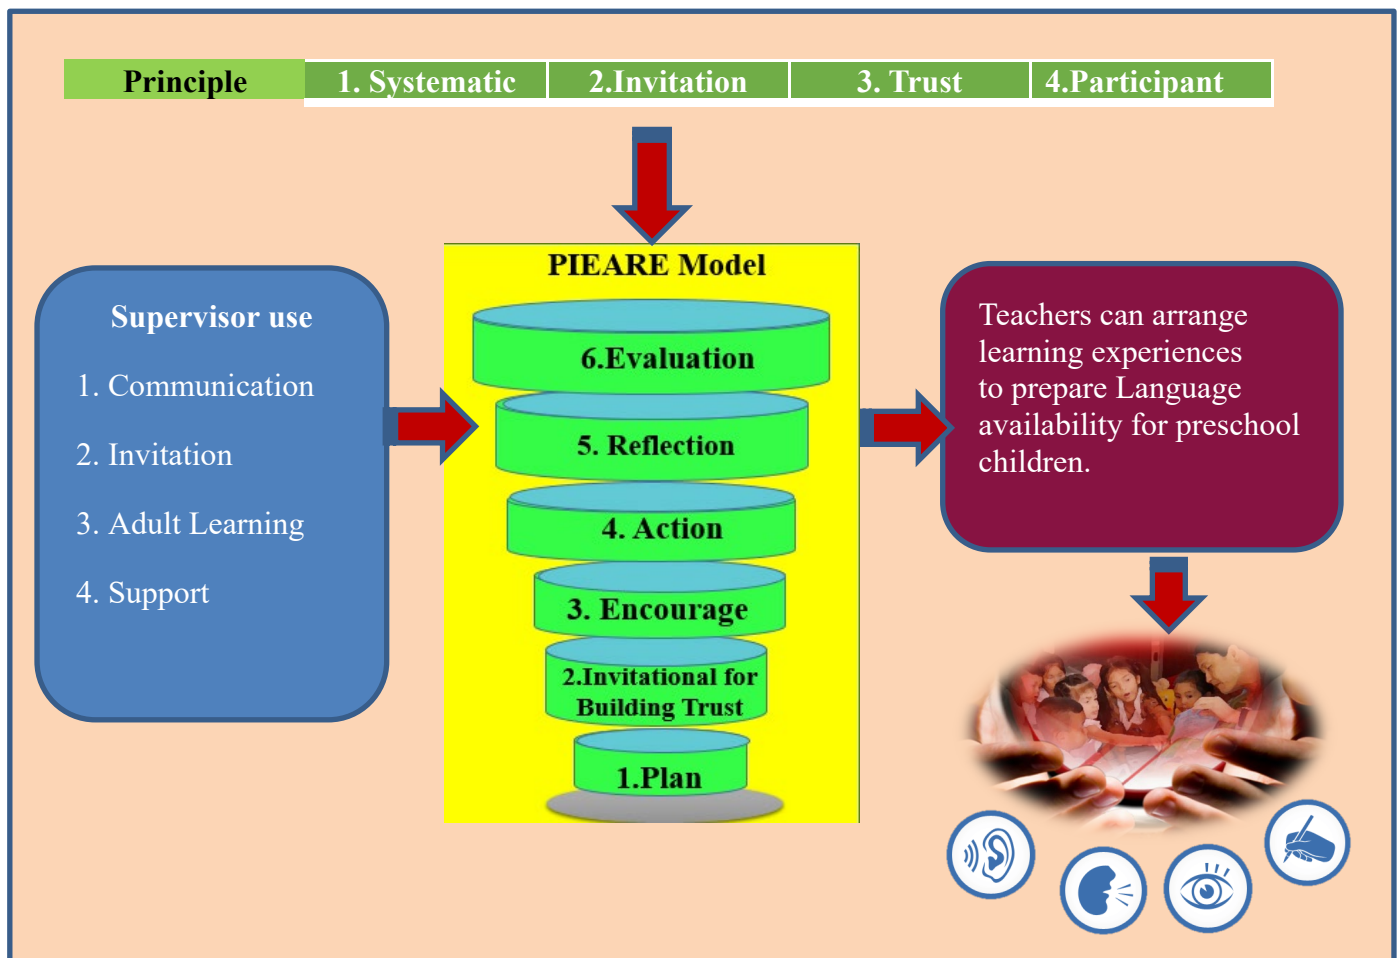 Principle 1. Systematic 2.Invitation 3. Trust 4.Participant
Supervisor use
1. Communication
2. Invitation
3. Adult Learning
4. Support
PIEARE Model
6.Evaluation
5. Reflection
4. Action
3. Encourage
2.Invitational for
Building Trust
1.Plan
Teachers can arrange
learning experiences
to prepare Language
availability for preschool
children.